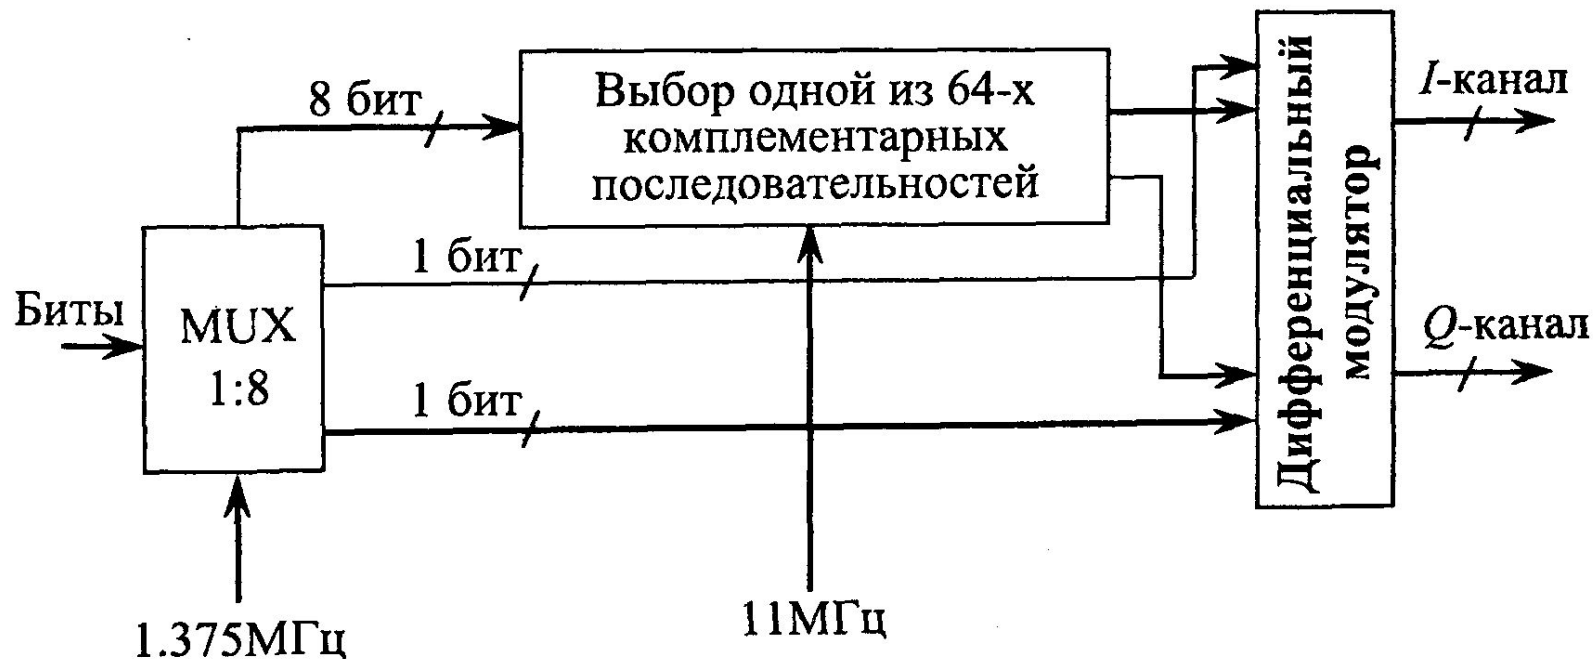 8 бит
Выбор одной из 64-х
комплементарных
последовательностей
Дифференциальный
модулятор
I-канал
Биты
MUX
1:8
1 бит
1 бит
Q-канал
1.375МГц
11МГц